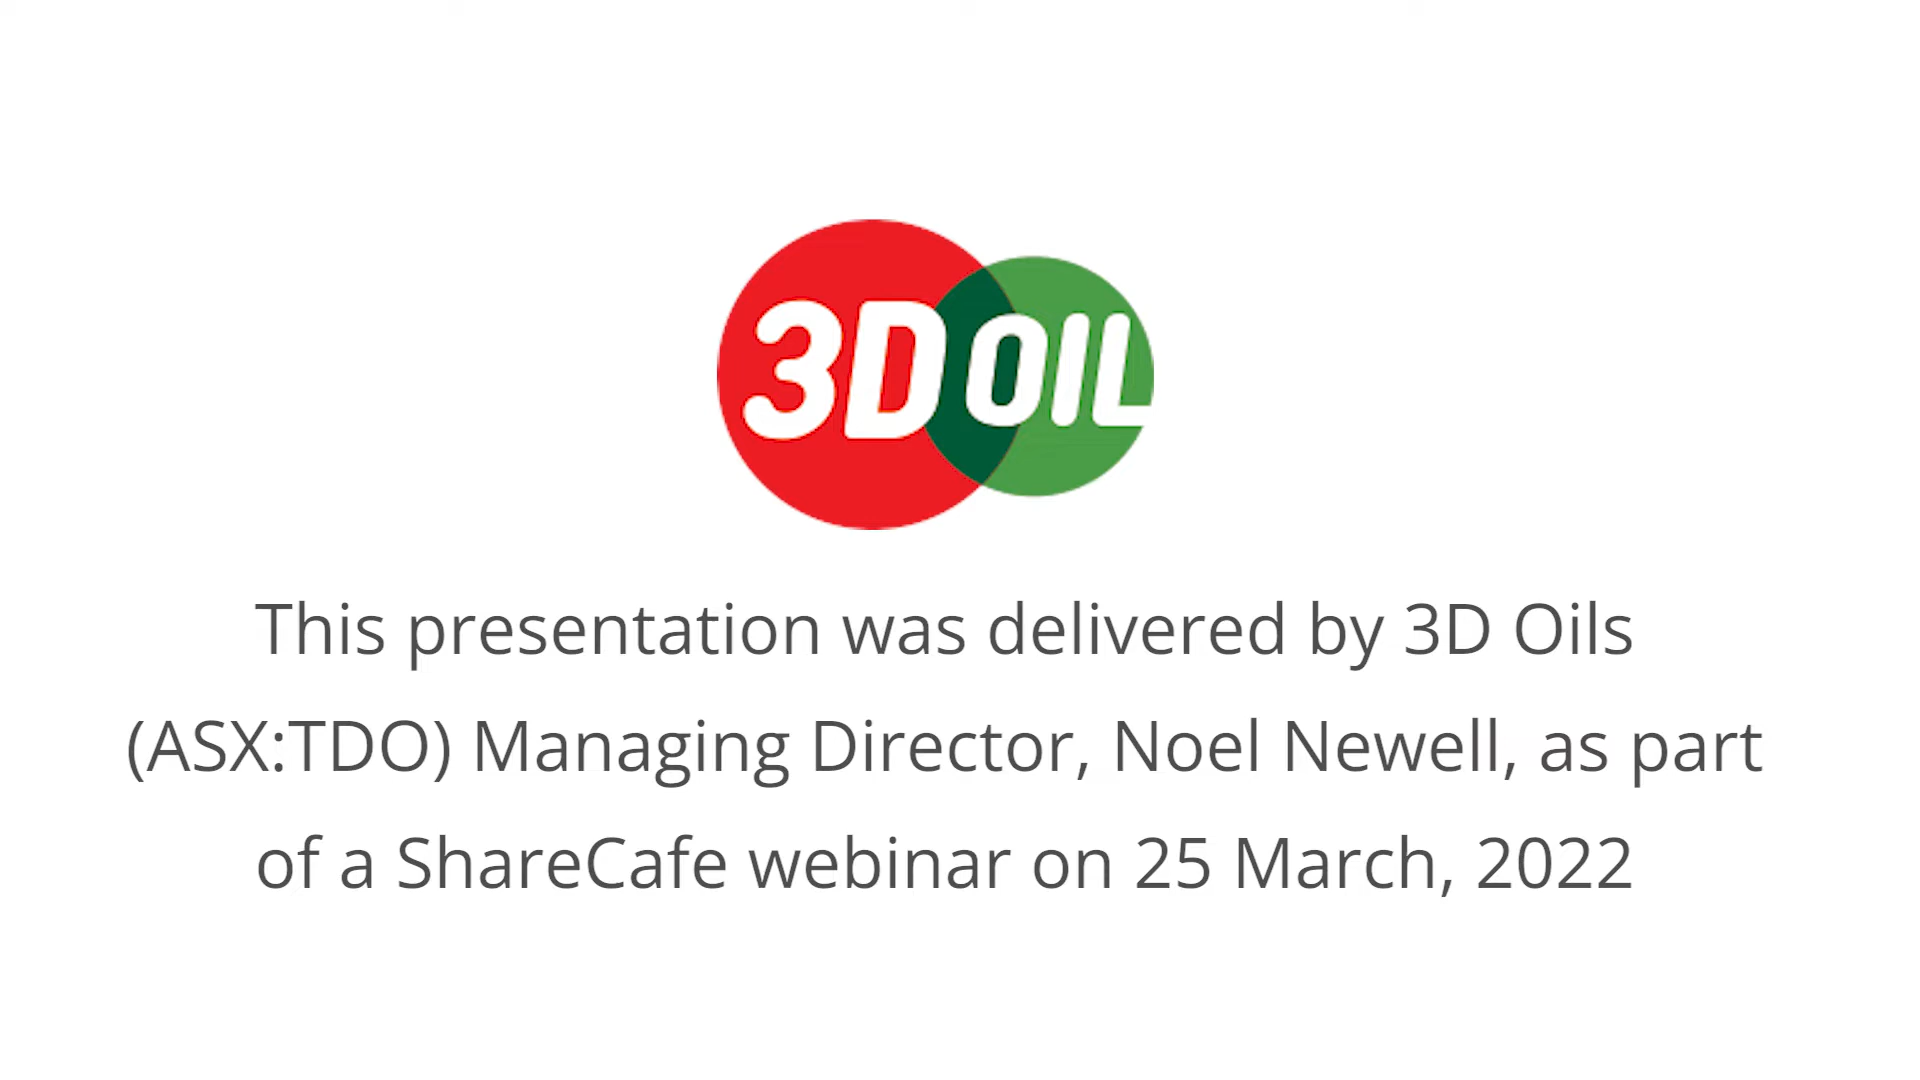 3D OIL
This presentation was delivered by 3D Oils
(ASX:TDO) Managing Director, Noel Newell, as part
of a ShareCafe webinar on 25 March, 2022